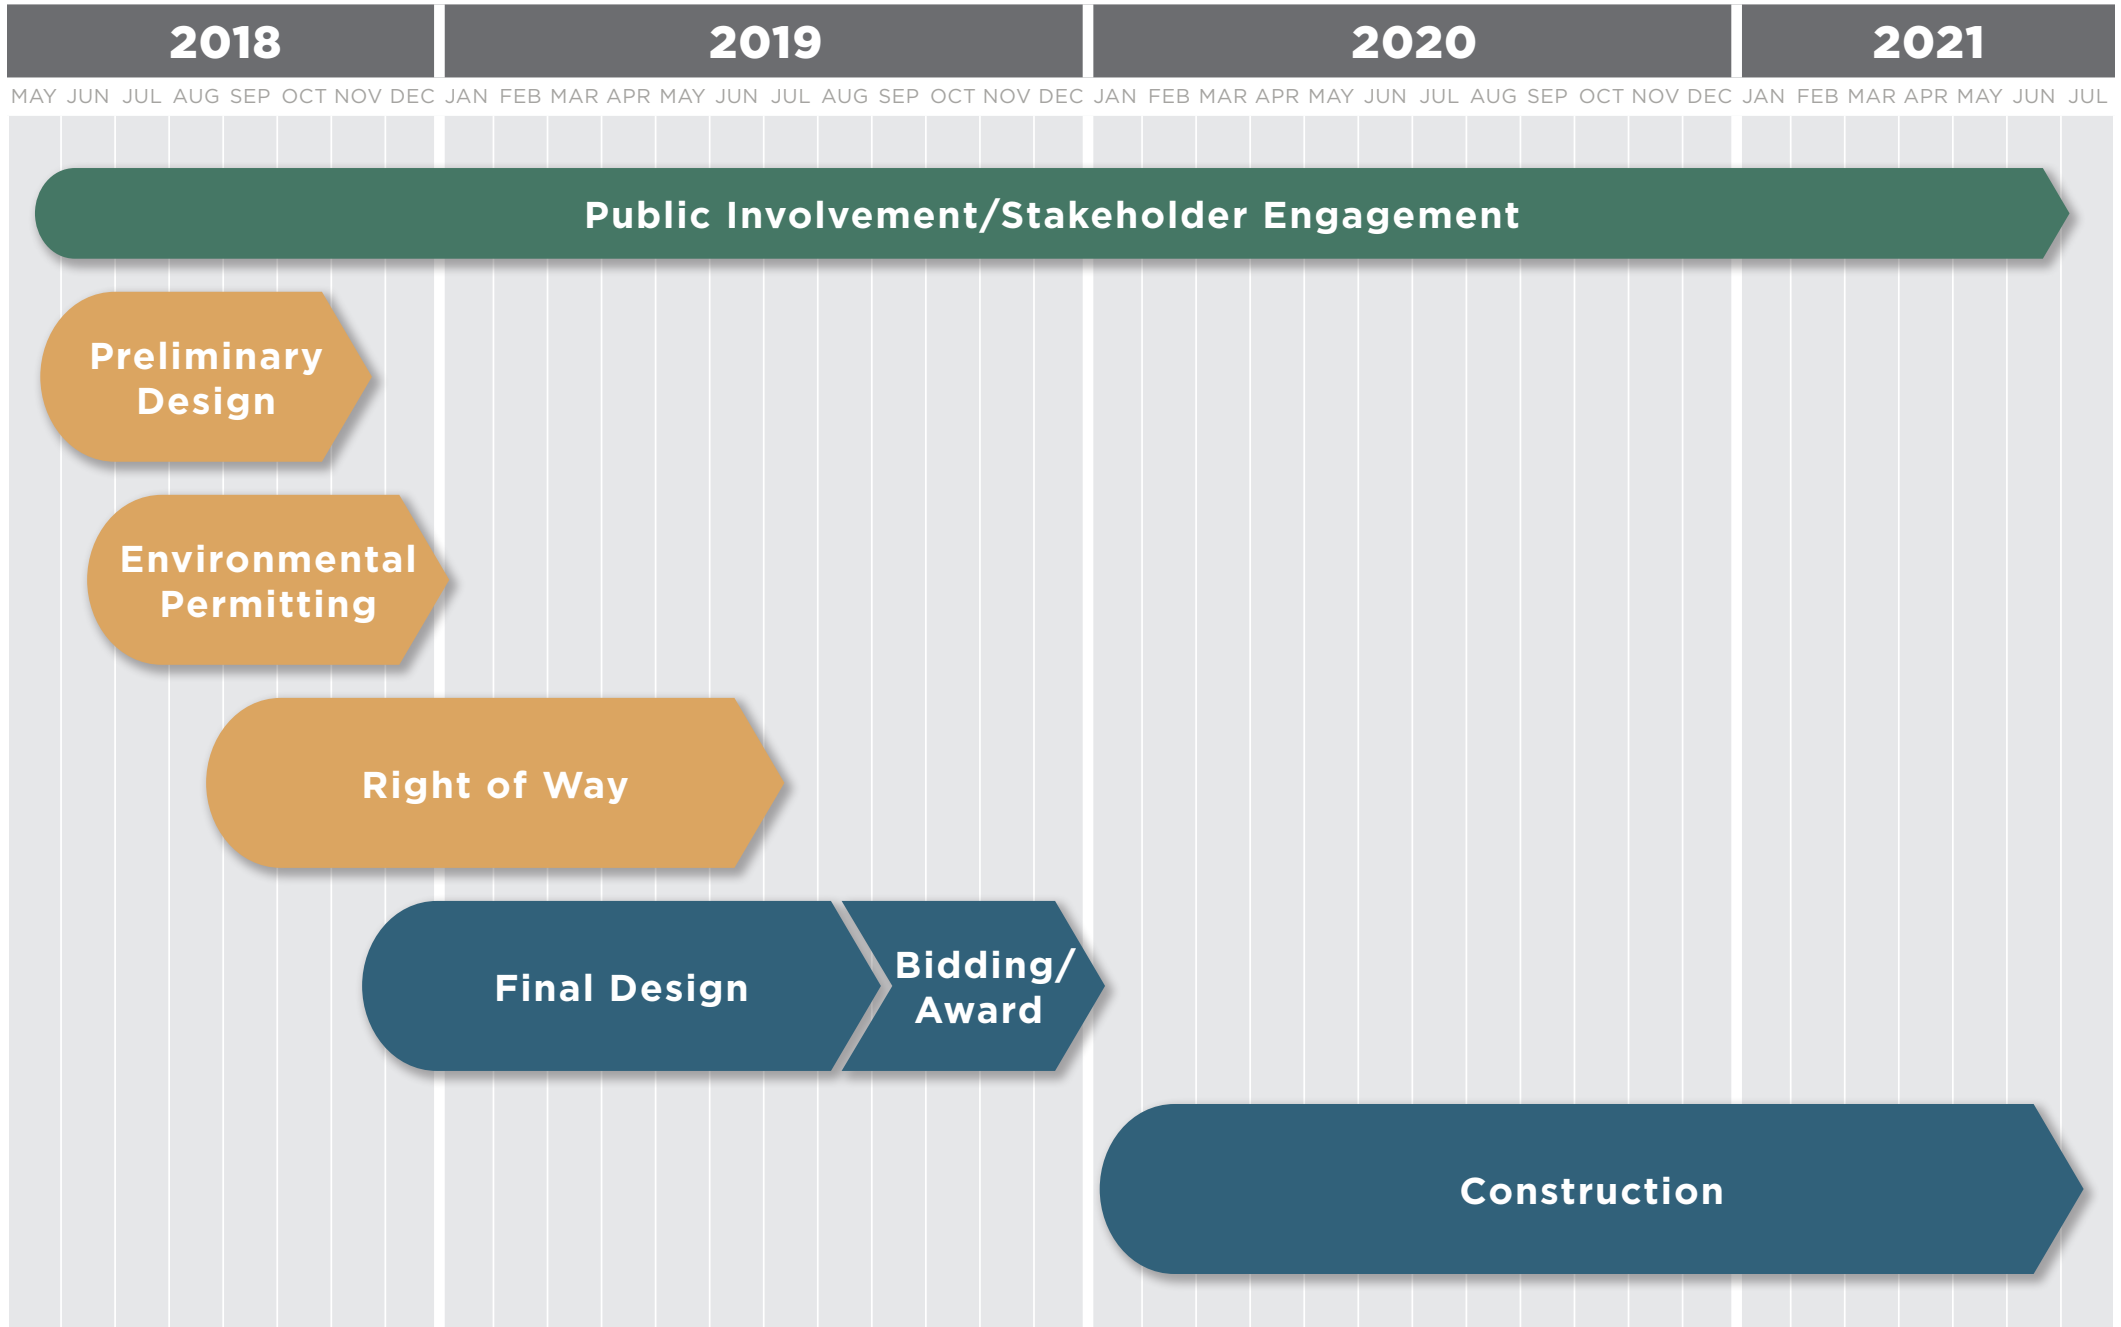 2018 2019 2020 2021
MAY JUN JUL AUG SEP OCT NOV DEC JAN FEB MAR APR MAY JUN JUL AUG SEP OCT NOV DEC JAN FEB MAR APR MAY JUN JUL AUG SEP OCT NOV DEC JAN FEB MAR APR MAY JUN JUL
Public Involvement/Stakeholder Engagement
Preliminary
Design
Environmental
Permitting
Right of Way
Final Design
Bidding/
Award
Construction